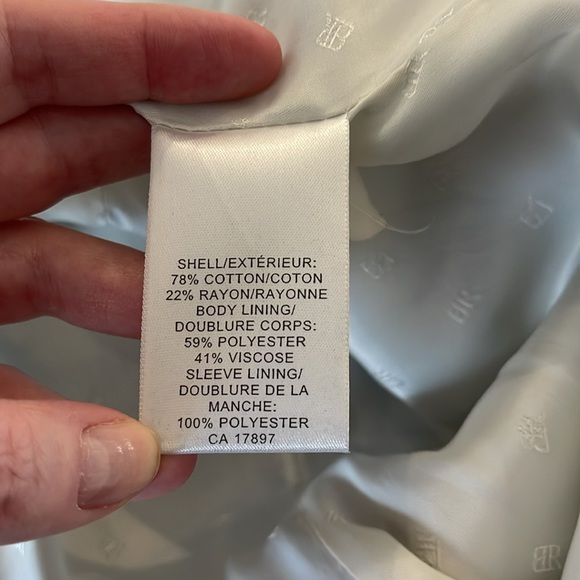 SHELL/EXTÉRIEUR:
78% COTTON/COTON
22% RAYON/RAYONNE
BODY LINING/
DOUBLURE CORPS:
59% POLYESTER
41% VISCOSE
SLEEVE LINING/
DOUBLURE DE LA
MANCHE:
100% POLYESTER
CA 17897